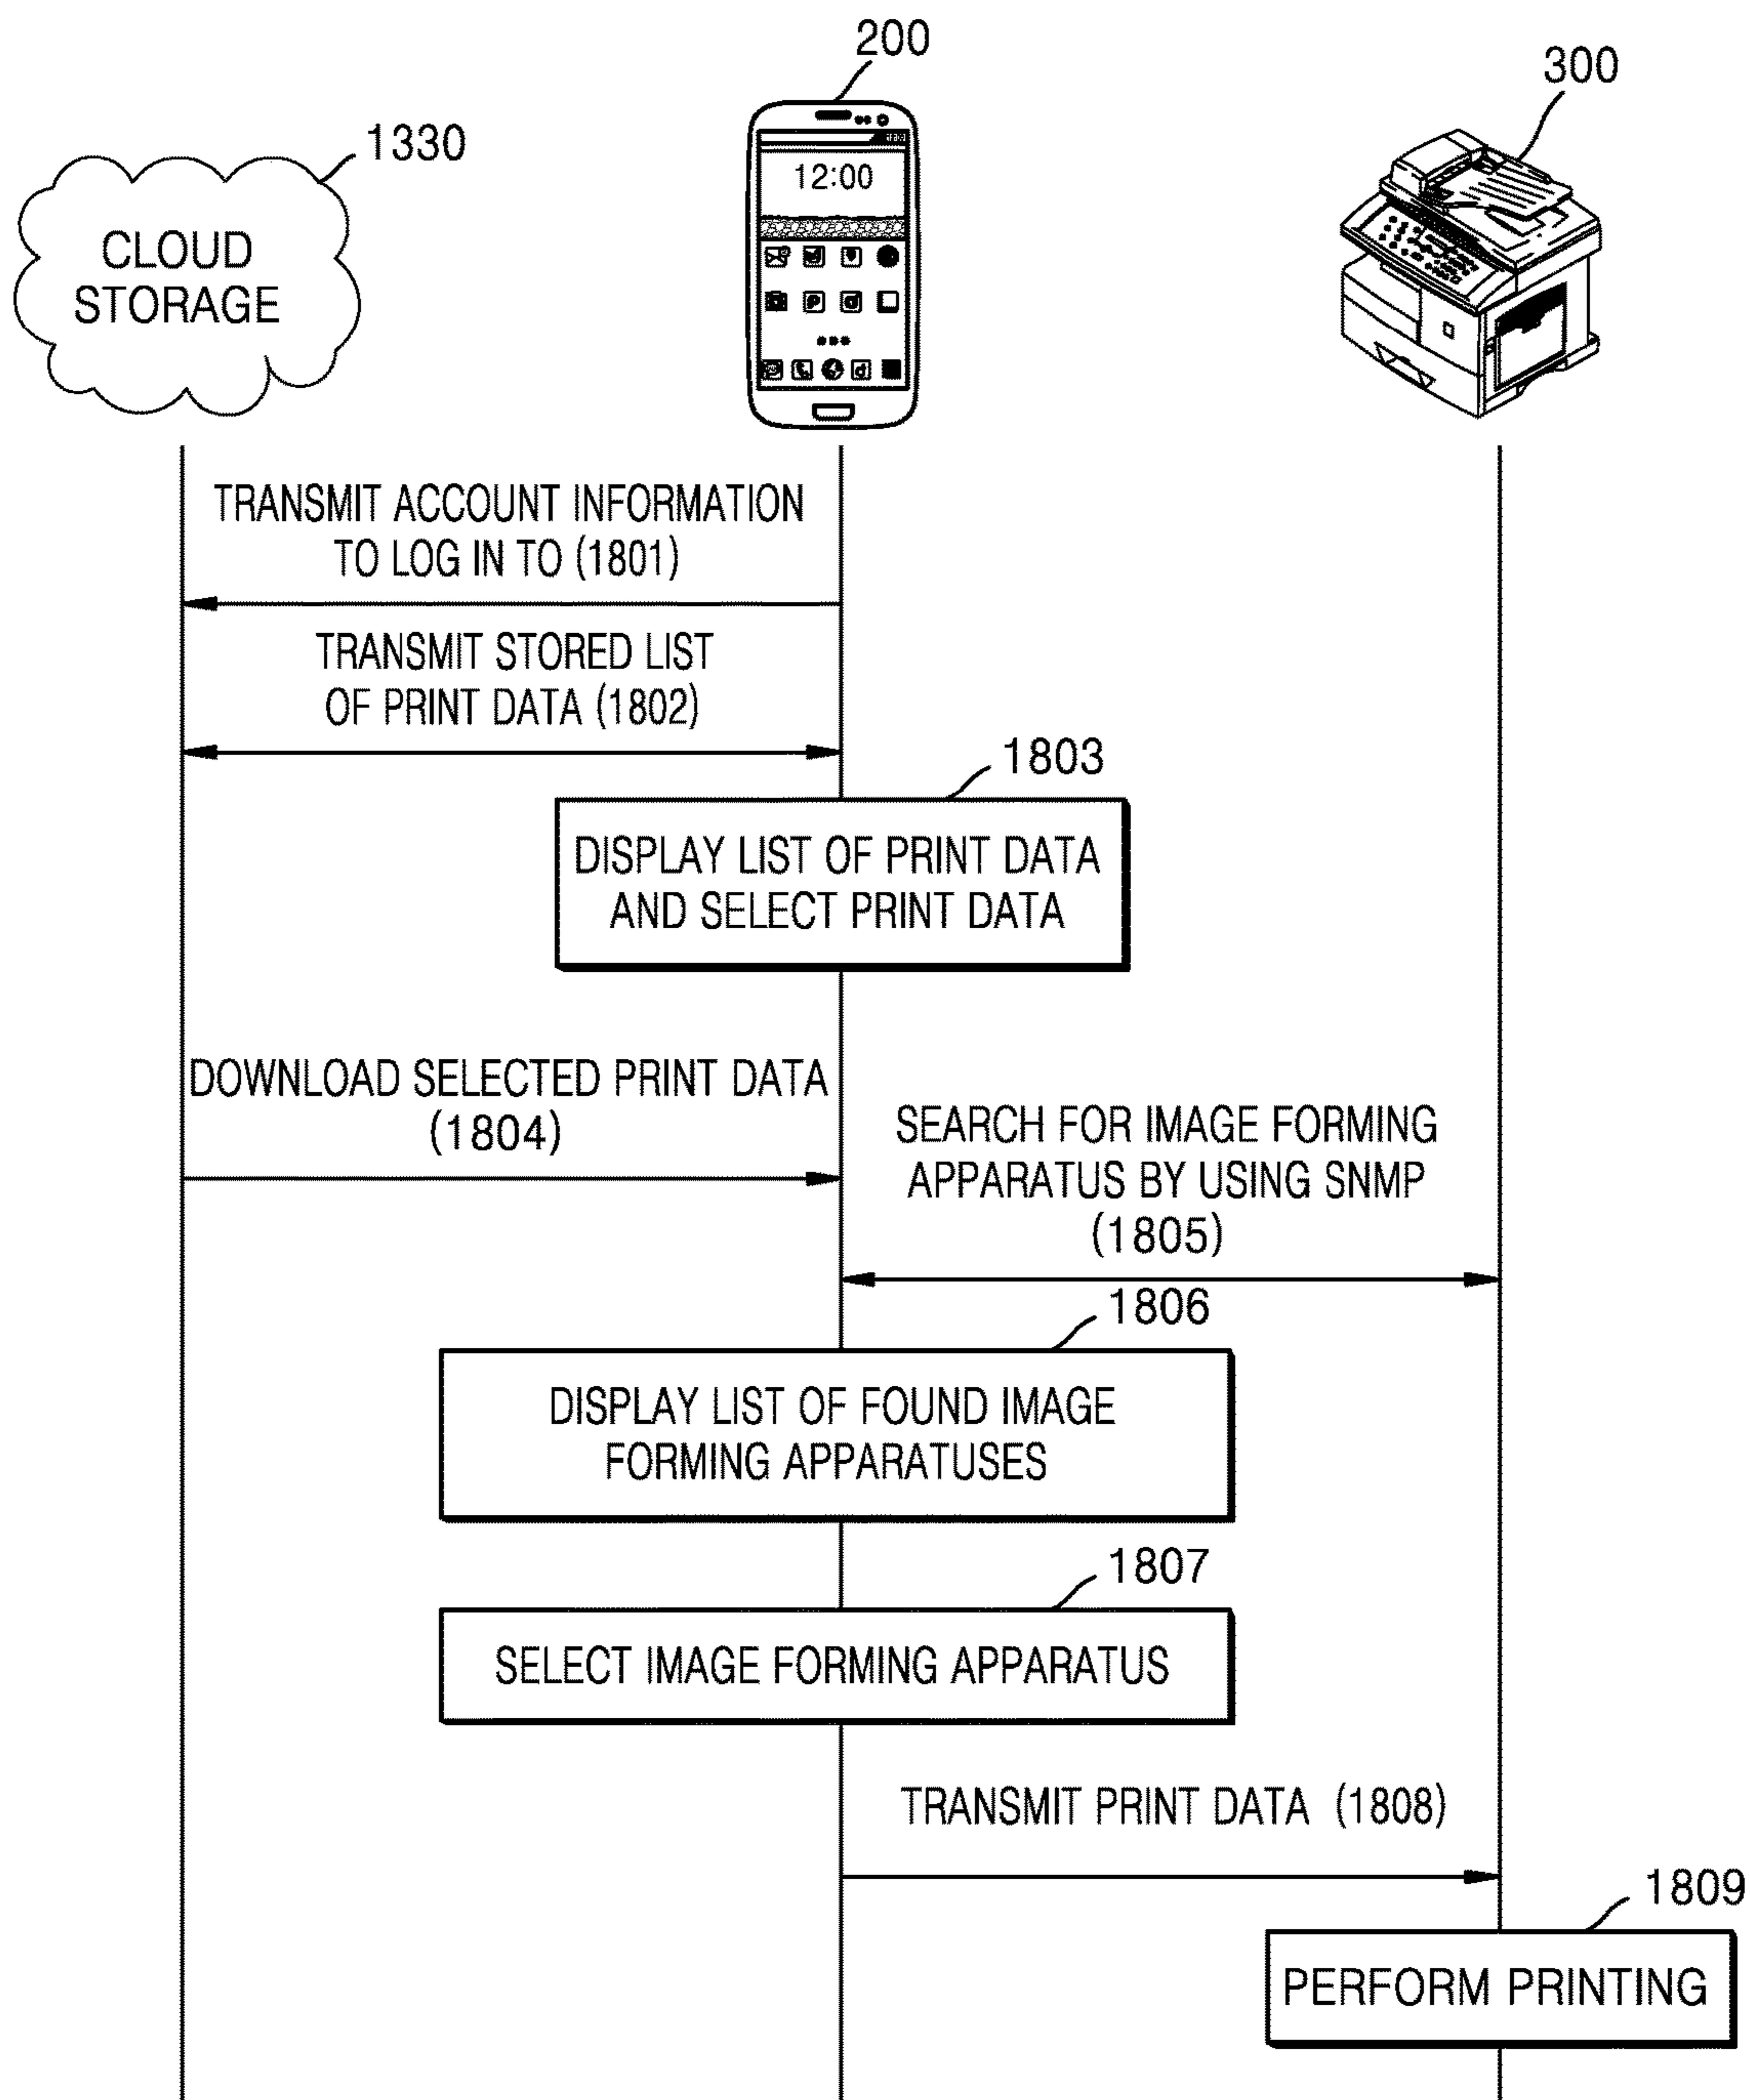 200
300
1330
12:00
CLOUD
STORAGE
TRANSMIT ACCOUNT INFORMATION
TO LOG IN TO (1801)
TRANSMIT STORED LIST
OF PRINT DATA (1802)
1803
DISPLAY LIST OF PRINT DATA
AND SELECT PRINT DATA
DOWNLOAD SELECTED PRINT DATA
(1804)
SEARCH FOR IMAGE FORMING
APPARATUS BY USING SNMP
(1805)
1806
DISPLAY LIST OF FOUND IMAGE
FORMING APPARATUSES
1807
SELECT IMAGE FORMING APPARATUS
TRANSMIT PRINT DATA (1808)
1809
PERFORM PRINTING